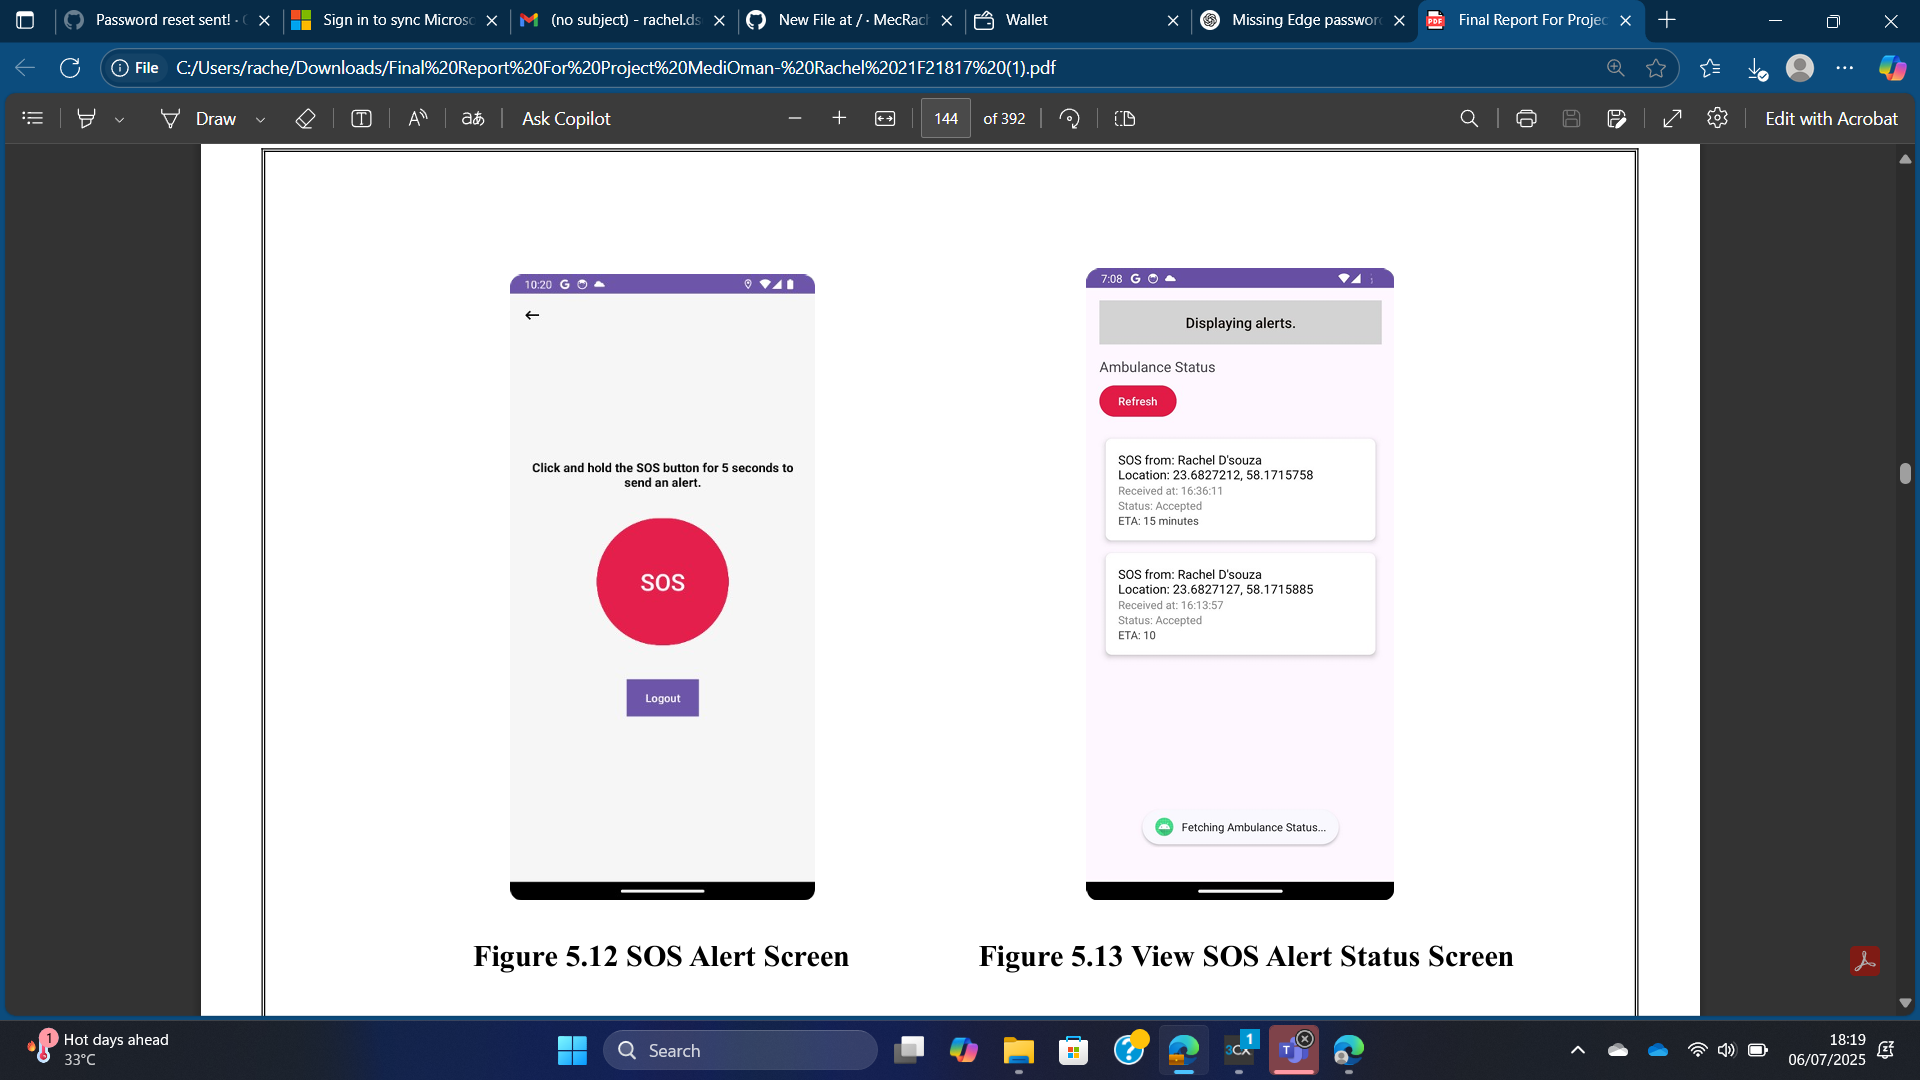 Password reset sent! ·
Sign in to sync Microso
(no subject) - rachel.ds
New File at / · MecRach
Wallet
Missing Edge password
Final Report For Projec
File
C:/Users/rache/Downloads/Final%20Report%20For%20Project%20MediOman-%20Rachel%2021F21817%20(1).pdf
Draw
Ask Copilot
144 of 392
Edit with Acrobat
10:20
Click and hold the SOS button for 5 seconds to
send an alert.
SOS
Logout
Figure 5.12 SOS Alert Screen
7:08
Displaying alerts.
Ambulance Status
Refresh
SOS from: Rachel D'souza
Location: 23.6827212, 58.1715758
Received at: 16:36:11
Status: Accepted
ETA: 15 minutes
SOS from: Rachel D'souza
Location: 23.6827127, 58.1715885
Received at: 16:13:57
Status: Accepted
ETA: 10
Fetching Ambulance Status...
Figure 5.13 View SOS Alert Status Screen
1
Hot days ahead
33°C
Search
1
18:19
06/07/2025